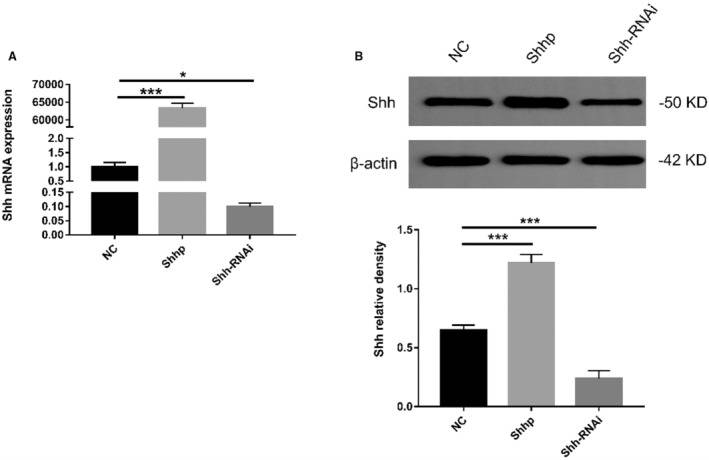 A
Shh mRNA expression
70000
65000
60000
2.0
1.5
1.0
0.5
0.15
0.10
0.05
0.00
*
***
NC
Shhp
Shh-RNAi
B
NC
Shhp
Shh-RNAi
Shh
-50 KD
β-actin
-42 KD
Shh relative density
1.5
1.0
0.5
0.0
***
***
NC
Shhp
Shh-RNAi